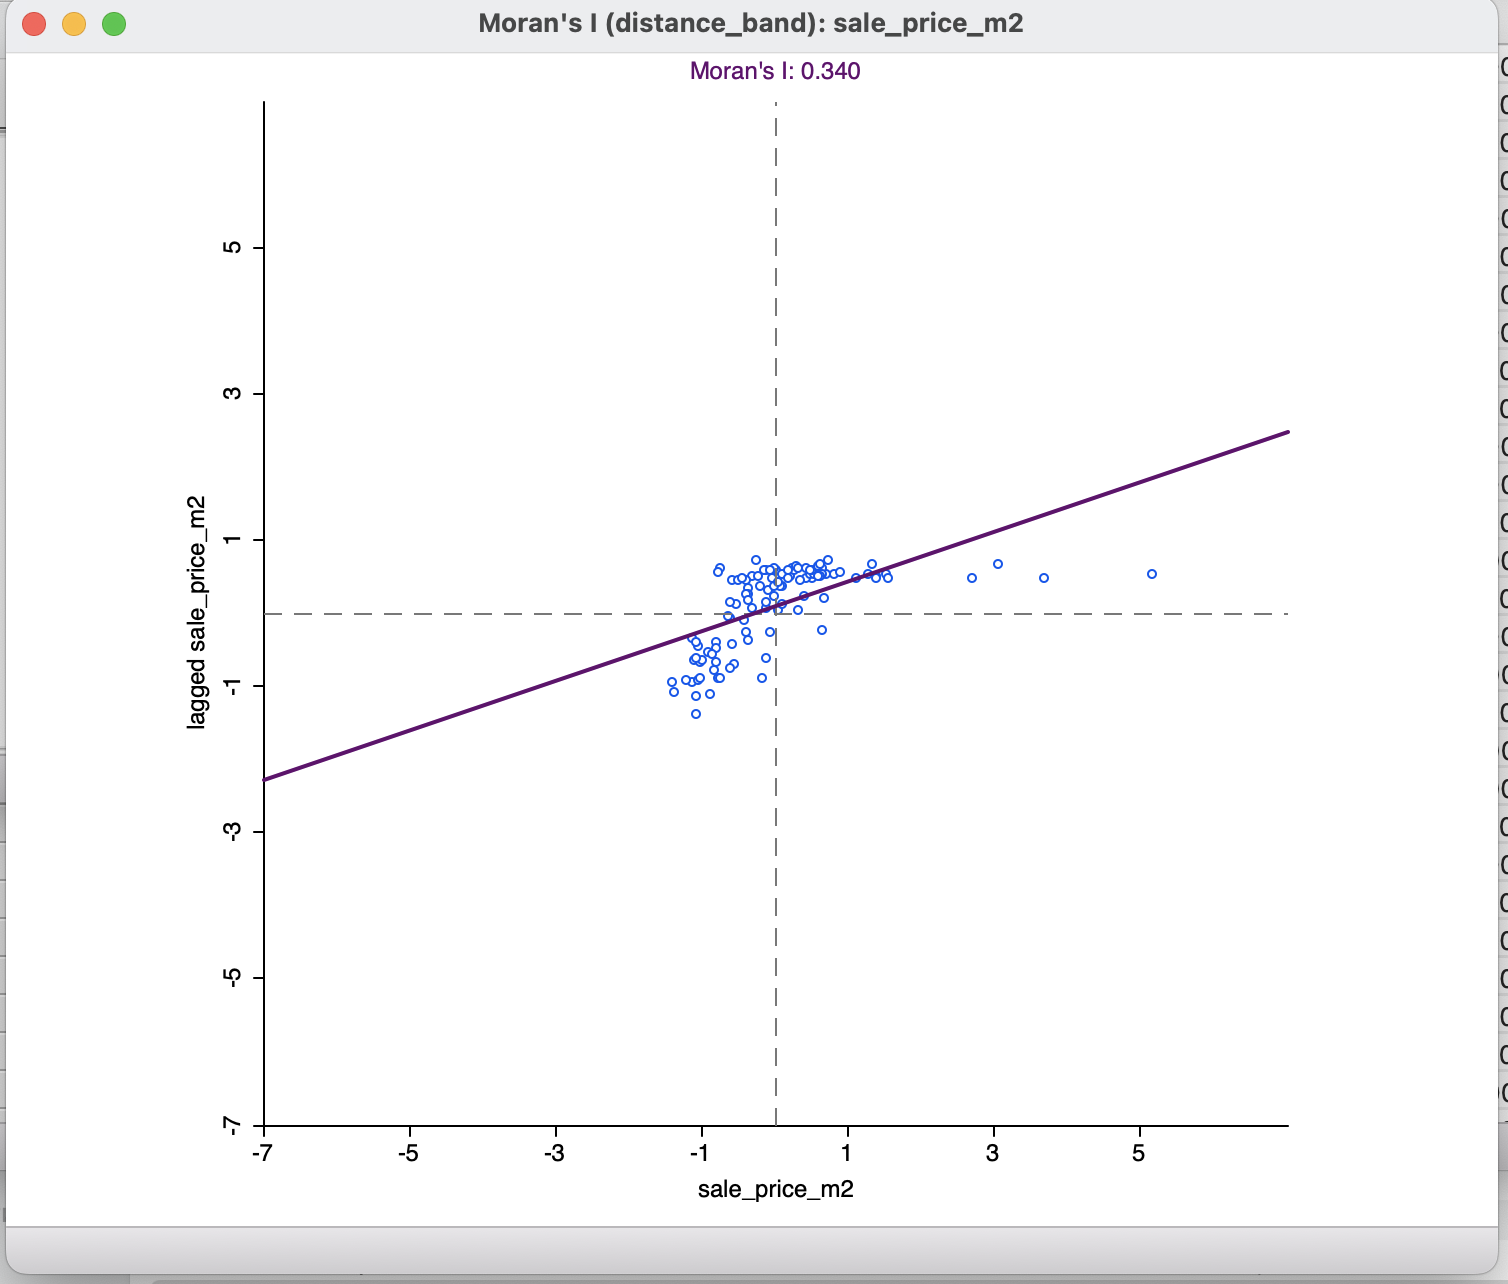 Moran's I (distance_band): sale_price_m2
Moran's I: 0.340
5
3
1
-1
-3
-5
-7
lagged sale_price_m2
-7 -5 -3 -1 1 3 5
sale_price_m2